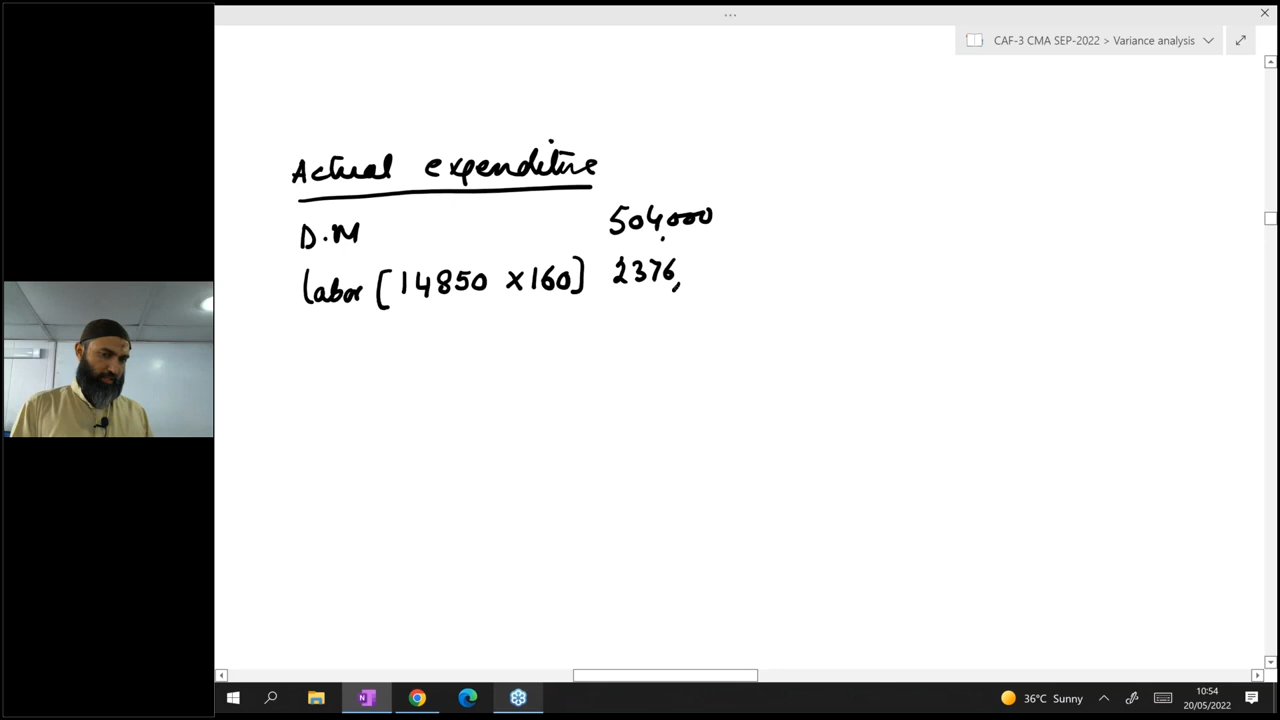 CAF-3 CMA SEP-2022 > Variance analysis
Actual expenditure
D.M 504,000
labor [14850 x160] 2376,
36°C Sunny
10:54
20/05/2022